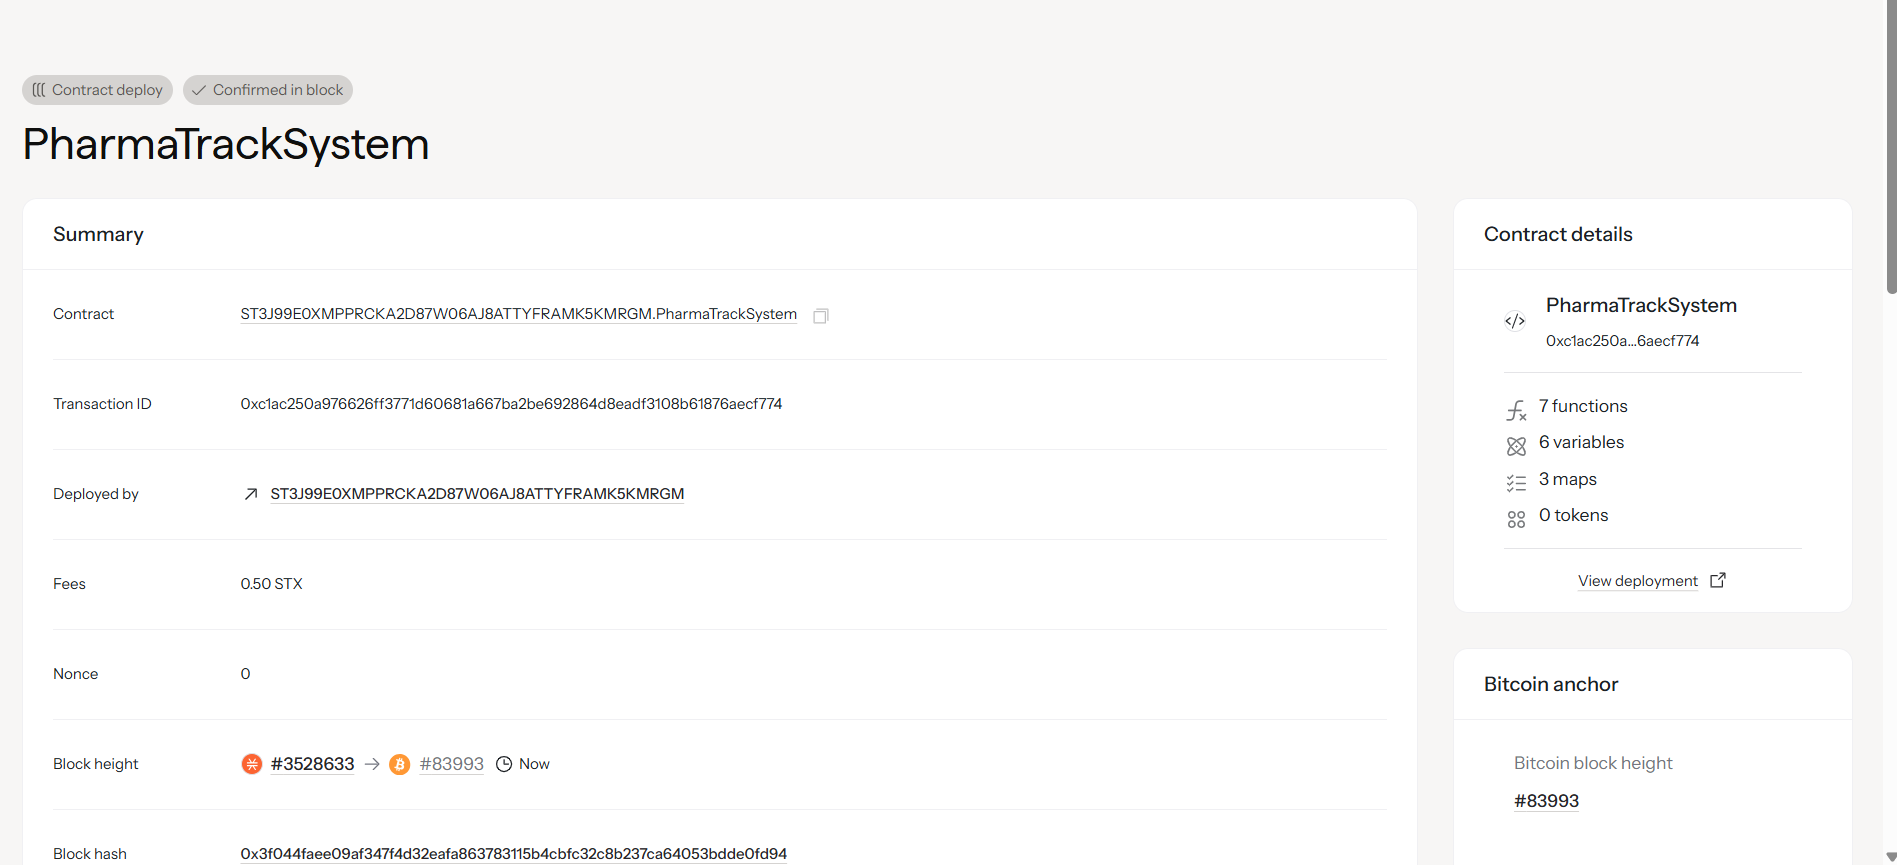 Contract deploy
Confirmed in block
PharmaTrackSystem
Summary
Contract
ST3J99E0XMPPRCKA2D87W06AJ8ATTYFRAMK5KMRGM.PharmaTrackSystem
Transaction ID
0xc1ac250a976626ff3771d60681a667ba2be692864d8eadf3108b61876aecf774
Deployed by
ST3J99E0XMPPRCKA2D87W06AJ8ATTYFRAMK5KMRGM
Fees
0.50 STX
Nonce
0
Block height
#3528633 → #83993 Now
Block hash
0x3f044faee09af347f4d32eafa863783115b4cbfc32c8b237ca64053bdde0fd94
Contract details
PharmaTrackSystem
0xc1ac250a...6aecf774
7 functions
6 variables
3 maps
0 tokens
View deployment
Bitcoin anchor
Bitcoin block height
#83993